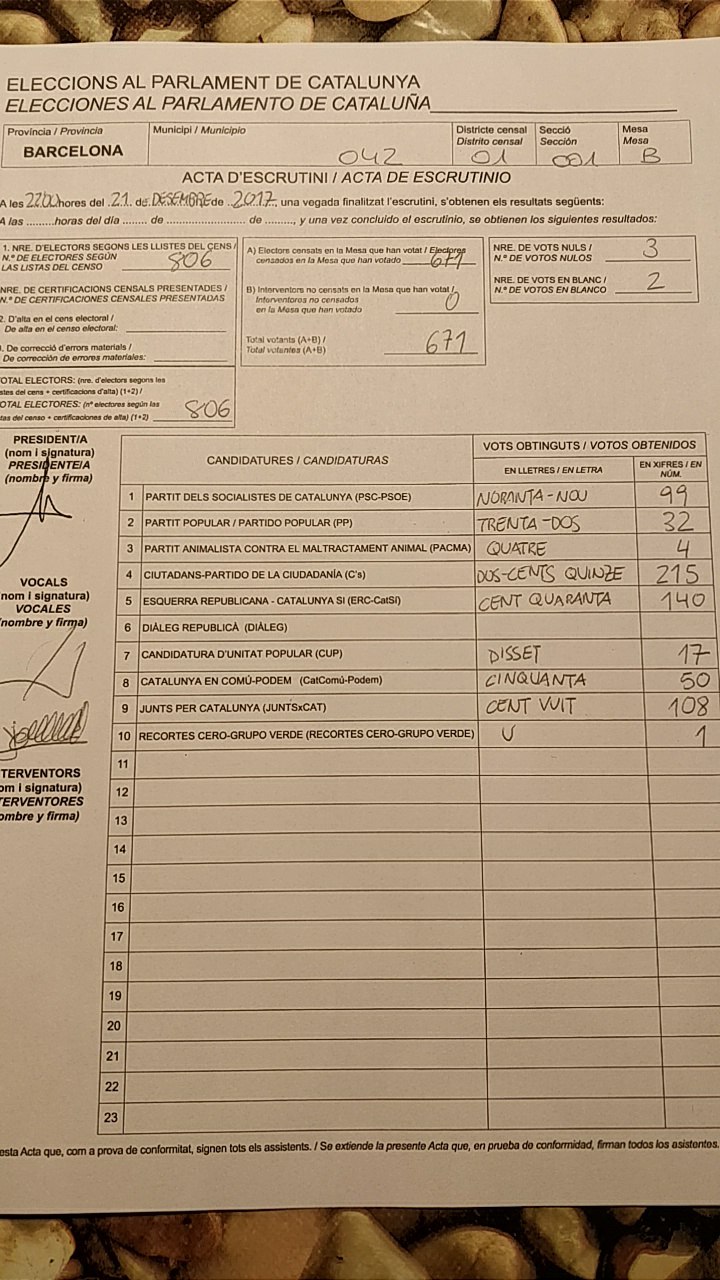 ELECCIONS AL PARLAMENT DE CATALUNYA
ELECCIONES AL PARLAMENTO DE CATALUÑA
Provincia / Provincia
BARCELONA
Municipi / Municipio
042
Districte censal
Distrito censal
01
Secció
Sección
001
Mesa
Mesa
B
ACTA D'ESCRUTINI / ACTA DE ESCRUTINIO
A les 22:00 hores del 21 de DESEMBRE de 2017, una vegada finalitzat l'escrutini, s'obtenen els resultats següents:
A las .........horas del día ........ de ....................... de ........, y una vez concluido el escrutinio, se obtienen los siguientes resultados:
1. NRE. D'ELECTORS SEGONS LES LLISTES DEL CENS /
N.º DE ELECTORES SEGÚN
LAS LISTAS DEL CENSO 806
NRE. DE CERTIFICACIONS CENSALS PRESENTADES /
N.º DE CERTIFICACIONES CENSALES PRESENTADAS
2. D'alta en el cens electoral /
De alta en el censo electoral:
. De correcció d'errors materials /
De corrección de errores materiales:
TOTAL ELECTORS: (nre. d'electors segons les
stes del cens + certificacions d'alta) (1+2) /
TOTAL ELECTORES: (nº electores según las
tas del censo + certificaciones de alta) (1+2) 806
A) Electors censats en la Mesa que han votat / Electores
censados en la Mesa que han votado 671
B) Interventors no censats en la Mesa que han votat /
Interventores no censados
en la Mesa que han votado 0
Total votants (A+B) /
Total votantes (A+B) 671
NRE. DE VOTS NULS /
N.º DE VOTOS NULOS 3
NRE. DE VOTS EN BLANC /
N.º DE VOTOS EN BLANCO 2
PRESIDENT/A
(nom i signatura)
PRESIDENTE/A
(nombre y firma)
VOCALS
(nom i signatura)
VOCALES
(nombre y firma)
TERVENTORS
om i signatura)
TERVENTORES
ombre y firma)
CANDIDATURES / CANDIDATURAS
VOTS OBTINGUTS / VOTOS OBTENIDOS
EN LLETRES / EN LETRA
EN XIFRES / EN NÚM.
1 PARTIT DELS SOCIALISTES DE CATALUNYA (PSC-PSOE) NORANTA-NOU 99
2 PARTIT POPULAR / PARTIDO POPULAR (PP) TRENTA-DOS 32
3 PARTIT ANIMALISTA CONTRA EL MALTRACTAMENT ANIMAL (PACMA) QUATRE 4
4 CIUTADANS-PARTIDO DE LA CIUDADANÍA (C's) DOS-CENTS QUINZE 215
5 ESQUERRA REPUBLICANA - CATALUNYA SI (ERC-CatSí) CENT QUARANTA 140
6 DIÀLEG REPUBLICÀ (DIÀLEG)
7 CANDIDATURA D'UNITAT POPULAR (CUP) DISSET 17
8 CATALUNYA EN COMÚ-PODEM (CatComú-Podem) CINQUANTA 50
9 JUNTS PER CATALUNYA (JUNTSxCAT) CENT VUIT 108
10 RECORTES CERO-GRUPO VERDE (RECORTES CERO-GRUPO VERDE) U 1
11
12
13
14
15
16
17
18
19
20
21
22
23
esta Acta que, com a prova de conformitat, signen tots els assistents. / Se extiende la presente Acta que, en prueba de conformidad, firman todos los asistentes.